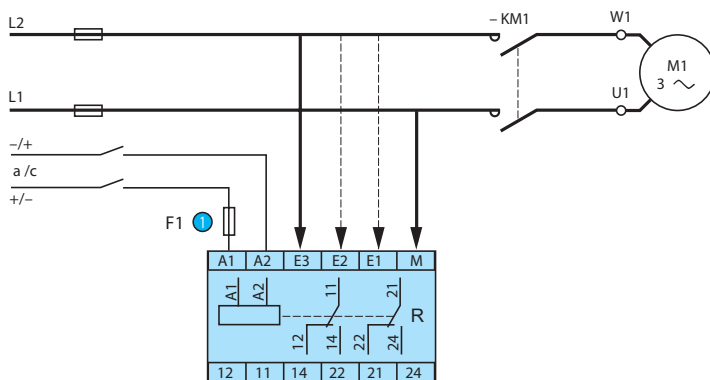 L2
– KM1
W1
M1
3
L1
U1
–/+
a /c
+/–
F1 1
A1 A2 E3 E2 E1 M
A1 A2 11 21
R
12 14 22 24
12 11 14 22 21 24